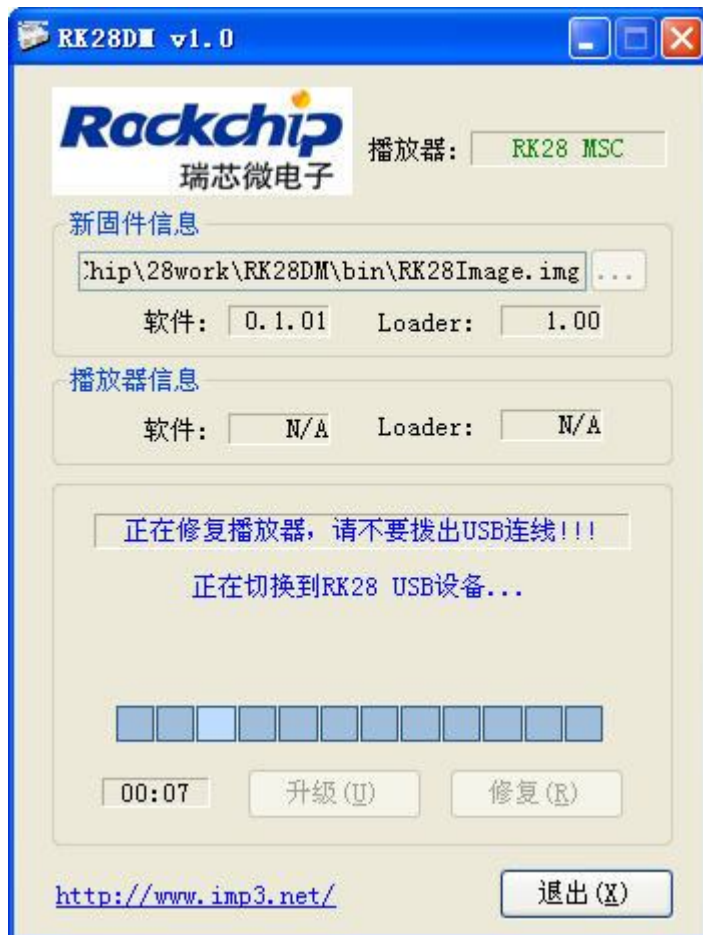 RK28DM v1.0
Rockchip
瑞芯微电子
播放器: RK28 MSC
新固件信息
Chip\28work\RK28DM\bin\RK28Image.img ...
软件: 0.1.01 Loader: 1.00
播放器信息
软件: N/A Loader: N/A
正在修复播放器，请不要拨出USB连线!!!
正在切换到RK28 USB设备...
00:07 升级(U) 修复(R)
http://www.imp3.net/ 退出(X)